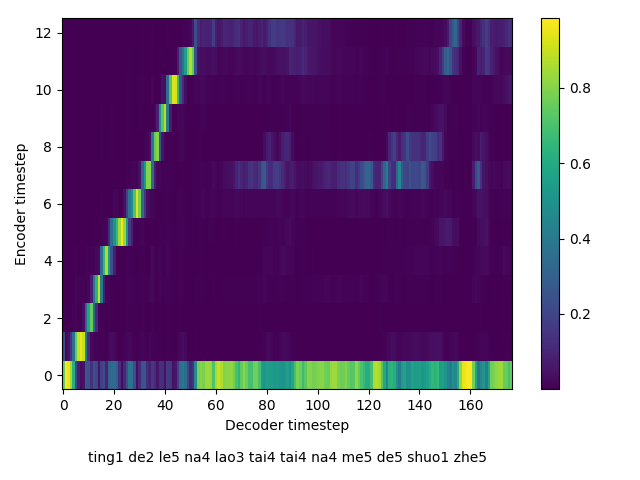 12
10
8
6
4
2
0
Encoder timestep
0 20 40 60 80 100 120 140 160
Decoder timestep
0.8
0.6
0.4
0.2
ting1 de2 le5 na4 lao3 tai4 tai4 na4 me5 de5 shuo1 zhe5